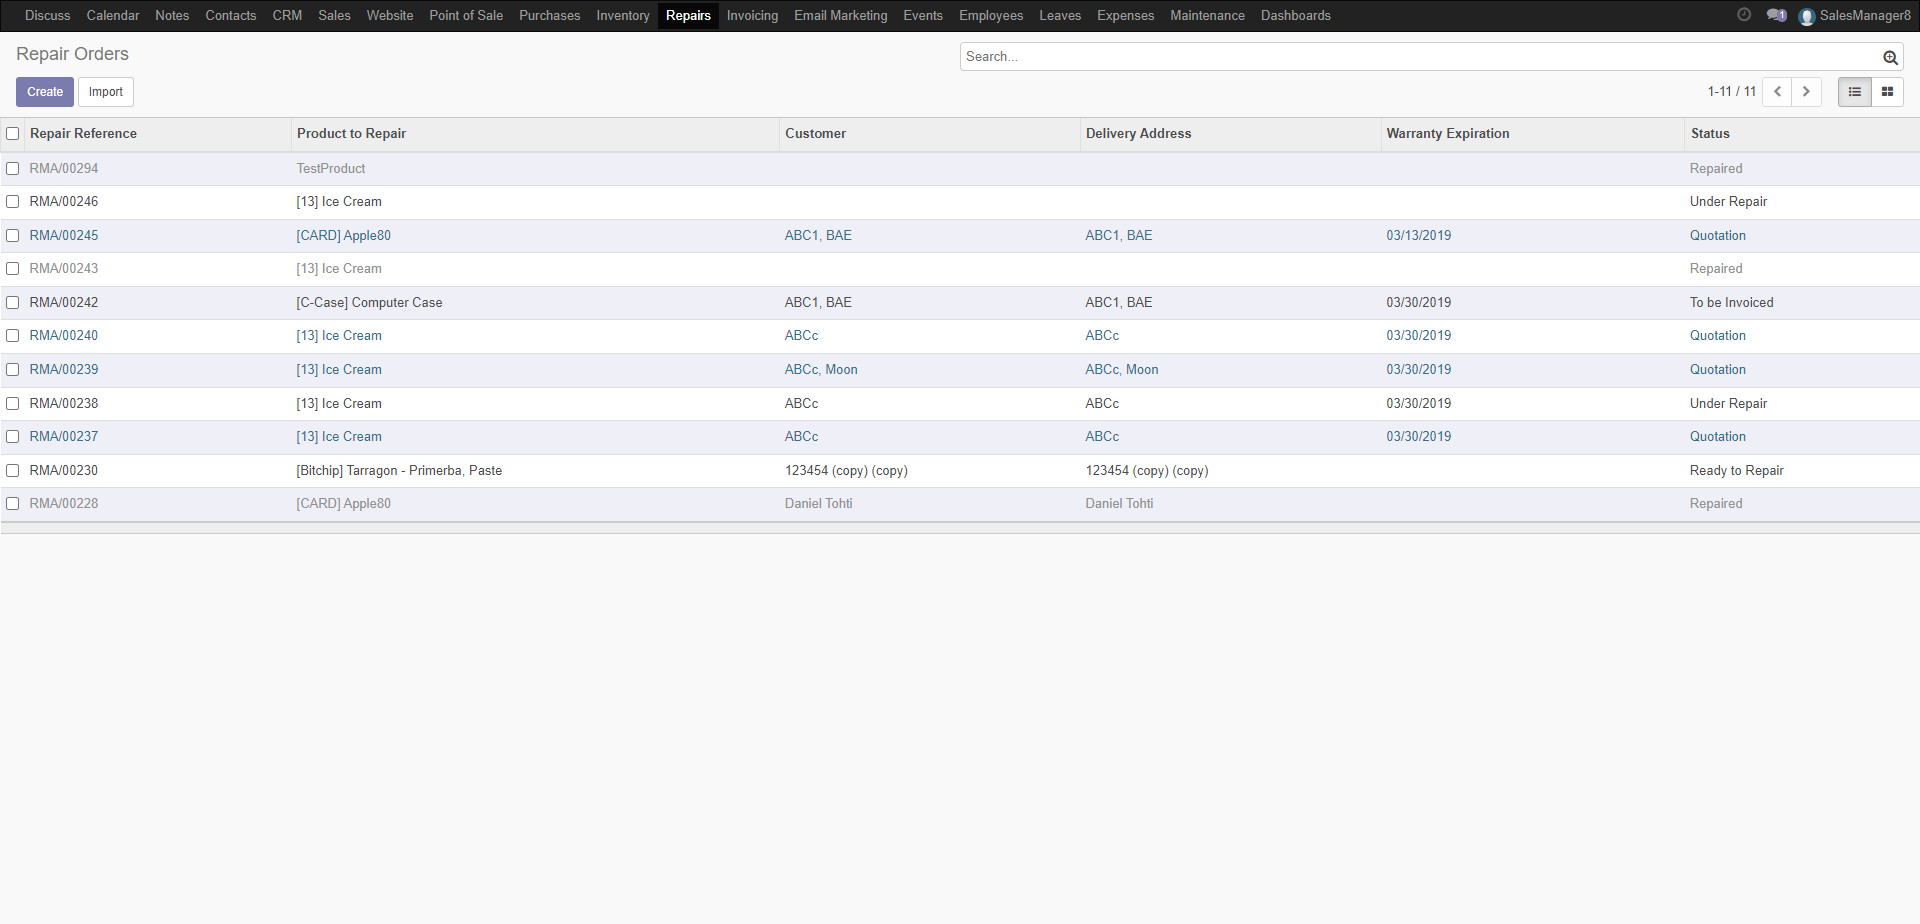 Discuss Calendar Notes Contacts CRM Sales Website Point of Sale Purchases Inventory Repairs Invoicing Email Marketing Events Employees Leaves Expenses Maintenance Dashboards 1 SalesManager8
Repair Orders Search...
Create Import 1-11 / 11
Repair Reference Product to Repair Customer Delivery Address Warranty Expiration Status
RMA/00294 TestProduct Repaired
RMA/00246 [13] Ice Cream Under Repair
RMA/00245 [CARD] Apple80 ABC1, BAE ABC1, BAE 03/13/2019 Quotation
RMA/00243 [13] Ice Cream Repaired
RMA/00242 [C-Case] Computer Case ABC1, BAE ABC1, BAE 03/30/2019 To be Invoiced
RMA/00240 [13] Ice Cream ABCc ABCc 03/30/2019 Quotation
RMA/00239 [13] Ice Cream ABCc, Moon ABCc, Moon 03/30/2019 Quotation
RMA/00238 [13] Ice Cream ABCc ABCc 03/30/2019 Under Repair
RMA/00237 [13] Ice Cream ABCc ABCc 03/30/2019 Quotation
RMA/00230 [Bitchip] Tarragon - Primerba, Paste 123454 (copy) (copy) 123454 (copy) (copy) Ready to Repair
RMA/00228 [CARD] Apple80 Daniel Tohti Daniel Tohti Repaired